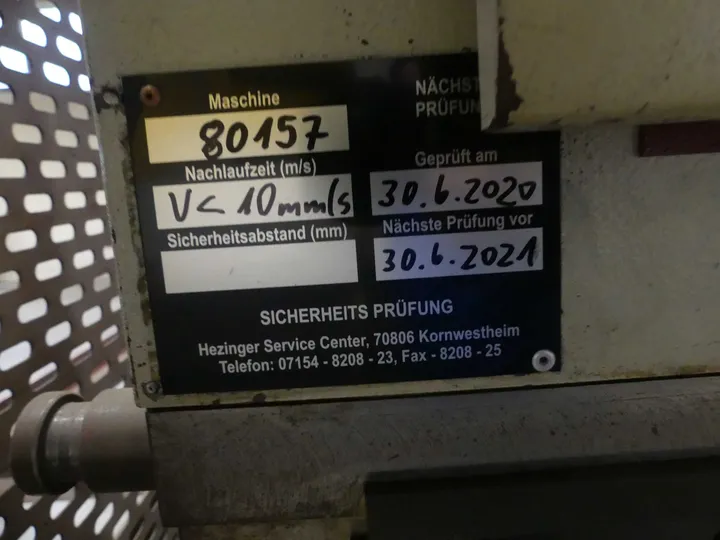 Maschine
80157
Nachlaufzeit (m/s)
V < 10mm/s
Sicherheitsabstand (mm)
Geprüft am
30.6.2020
Nächste Prüfung vor
30.6.2021
SICHERHEITS PRÜFUNG
Hezinger Service Center, 70806 Kornwestheim
Telefon: 07154 - 8208 - 23, Fax - 8208 - 25